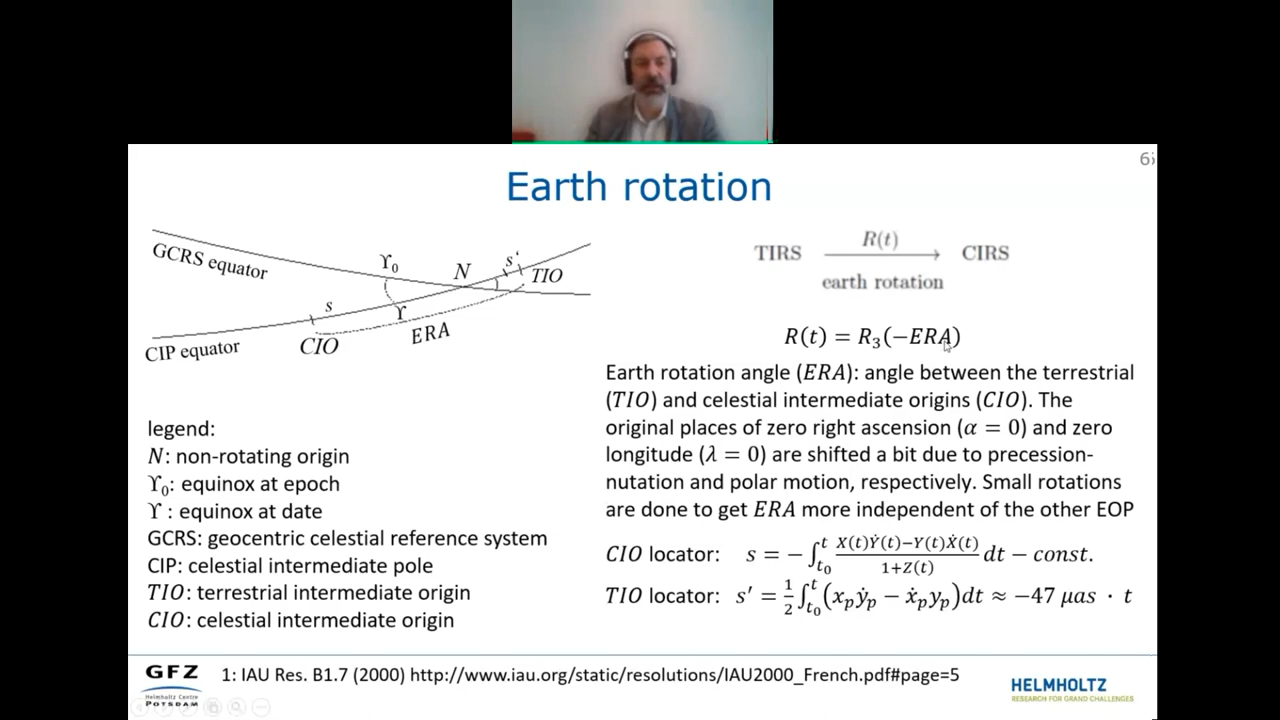 6
Earth rotation
GCRS equator
ϒ₀
N
s‘
TIO
s
ϒ
ERA
CIO
CIP equator
TIRS R(t) CIRS
earth rotation
R(t) = R₃(−ERA)
Earth rotation angle (ERA): angle between the terrestrial
(TIO) and celestial intermediate origins (CIO). The
original places of zero right ascension (α = 0) and zero
longitude (λ = 0) are shifted a bit due to precession-
nutation and polar motion, respectively. Small rotations
are done to get ERA more independent of the other EOP
CIO locator: s = −∫ₜ₀ᵗ (X(t)Ẏ(t)−Y(t)Ẋ(t))/(1+Z(t)) dt − const.
TIO locator: s′ = ½∫ₜ₀ᵗ(xₚẏₚ − ẋₚyₚ)dt ≈ −47 μas · t
legend:
N: non-rotating origin
ϒ₀: equinox at epoch
ϒ : equinox at date
GCRS: geocentric celestial reference system
CIP: celestial intermediate pole
TIO: terrestrial intermediate origin
CIO: celestial intermediate origin
GFZ
Helmholtz Centre
POTSDAM
1: IAU Res. B1.7 (2000) http://www.iau.org/static/resolutions/IAU2000_French.pdf#page=5
HELMHOLTZ
RESEARCH FOR GRAND CHALLENGES